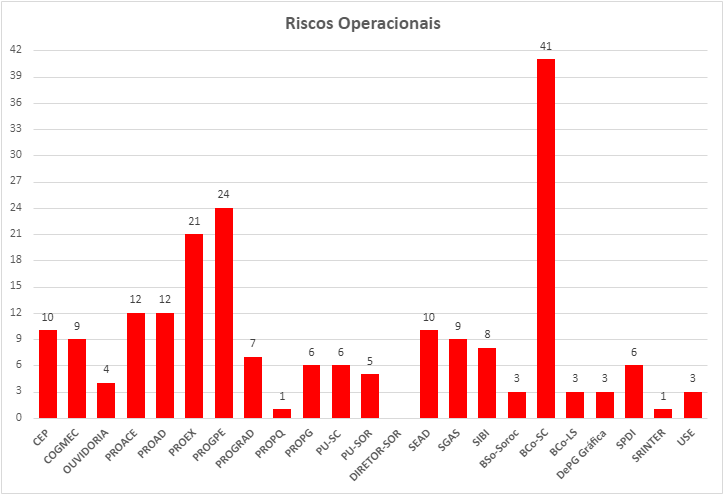 Riscos Operacionais
42
39
36
33
30
27
24
21
18
15
12
9
6
3
0
10
9
4
12
12
21
24
7
1
6
6
5
10
9
8
3
41
3
3
6
1
3
CEP
COGMEC
OUVIDORIA
PROACE
PROAD
PROEX
PROGPE
PROGRAD
PROPQ
PROPG
PU-SC
PU-SOR
DIRETOR-SOR
SEAD
SGAS
SIBI
BSo-Soroc
BCo-SC
BCo-LS
DePG Gráfica
SPDI
SRINTER
USE